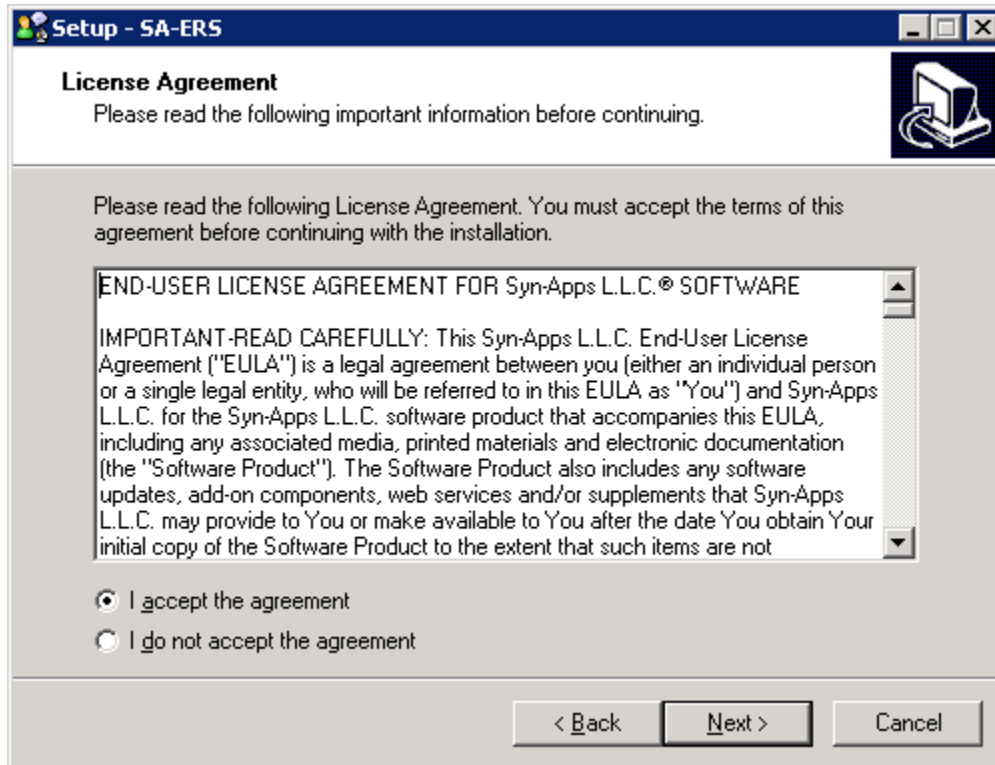 Setup - SA-ERS
License Agreement
Please read the following important information before continuing.
Please read the following License Agreement. You must accept the terms of this
agreement before continuing with the installation.
END-USER LICENSE AGREEMENT FOR Syn-Apps L.L.C.® SOFTWARE
IMPORTANT-READ CAREFULLY: This Syn-Apps L.L.C. End-User License
Agreement ("EULA") is a legal agreement between you (either an individual person
or a single legal entity, who will be referred to in this EULA as "You") and Syn-Apps
L.L.C. for the Syn-Apps L.L.C. software product that accompanies this EULA,
including any associated media, printed materials and electronic documentation
(the "Software Product"). The Software Product also includes any software
updates, add-on components, web services and/or supplements that Syn-Apps
L.L.C. may provide to You or make available to You after the date You obtain Your
initial copy of the Software Product to the extent that such items are not
I accept the agreement
I do not accept the agreement
< Back Next > Cancel